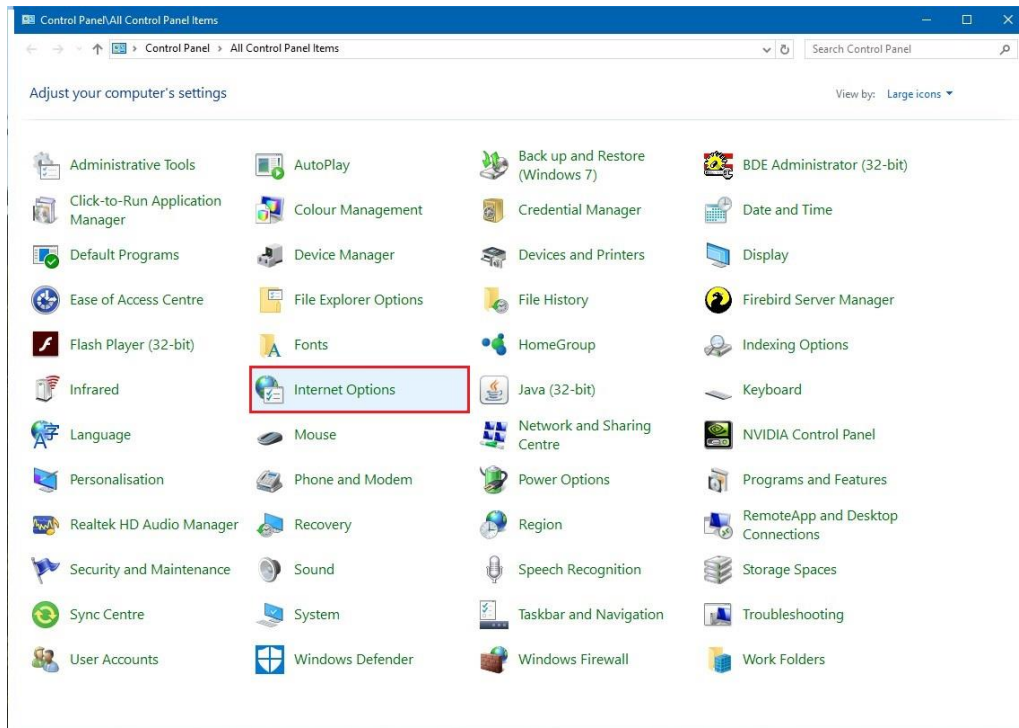 Control Panel\All Control Panel Items
Control Panel > All Control Panel Items
Search Control Panel
Adjust your computer's settings
View by: Large icons
Administrative Tools
AutoPlay
Back up and Restore
(Windows 7)
BDE Administrator (32-bit)
Click-to-Run Application
Manager
Colour Management
Credential Manager
Date and Time
Default Programs
Device Manager
Devices and Printers
Display
Ease of Access Centre
File Explorer Options
File History
Firebird Server Manager
Flash Player (32-bit)
Fonts
HomeGroup
Indexing Options
Infrared
Internet Options
Java (32-bit)
Keyboard
Language
Mouse
Network and Sharing
Centre
NVIDIA Control Panel
Personalisation
Phone and Modem
Power Options
Programs and Features
Realtek HD Audio Manager
Recovery
Region
RemoteApp and Desktop
Connections
Security and Maintenance
Sound
Speech Recognition
Storage Spaces
Sync Centre
System
Taskbar and Navigation
Troubleshooting
User Accounts
Windows Defender
Windows Firewall
Work Folders